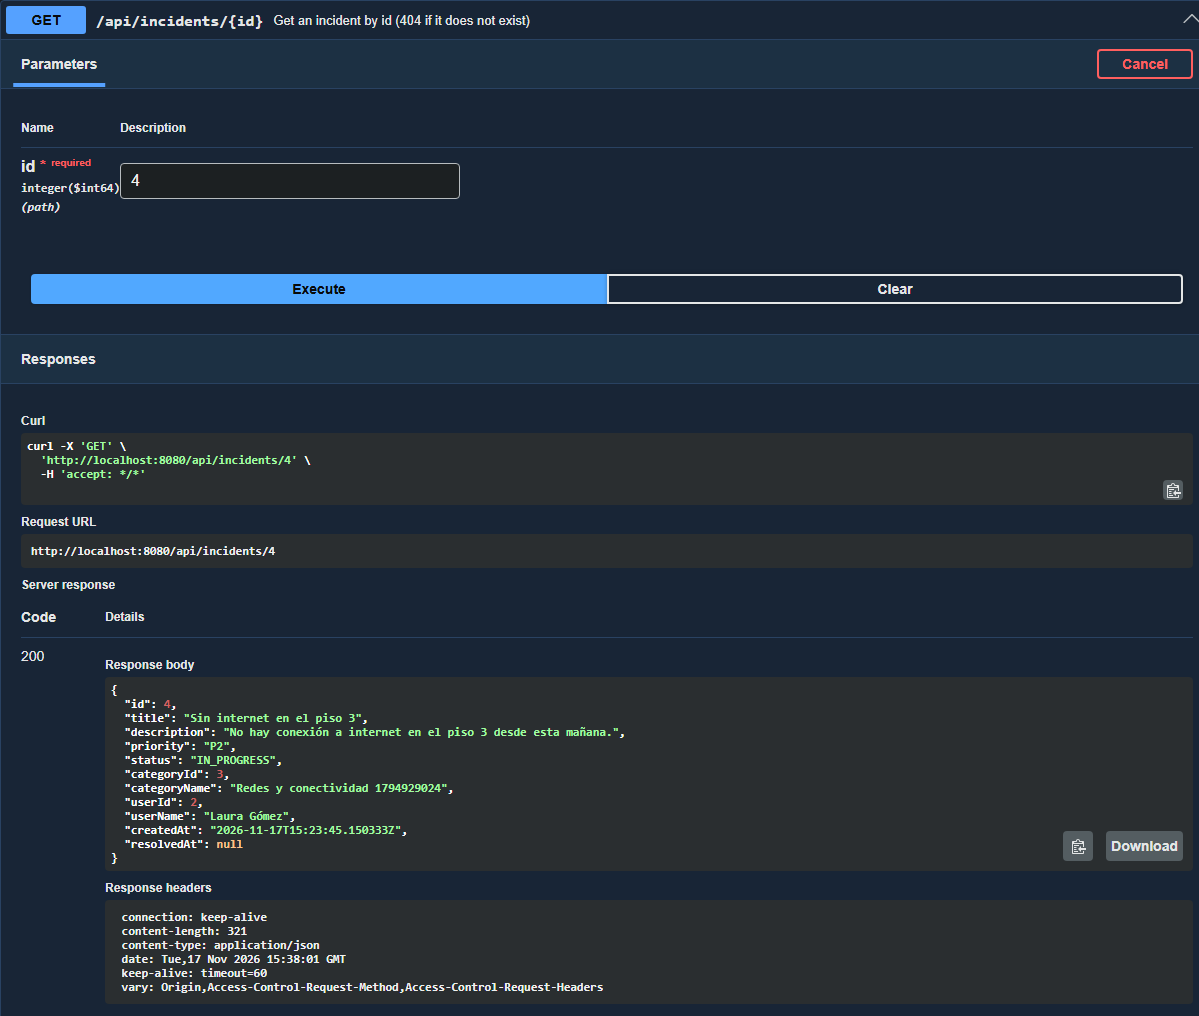 GET /api/incidents/{id} Get an incident by id (404 if it does not exist)
Parameters Cancel
Name Description
id * required
integer($int64)
(path)
4
Execute Clear
Responses
Curl
curl -X 'GET' \
  'http://localhost:8080/api/incidents/4' \
  -H 'accept: */*'
Request URL
http://localhost:8080/api/incidents/4
Server response
Code Details
200
Response body
{
  "id": 4,
  "title": "Sin internet en el piso 3",
  "description": "No hay conexión a internet en el piso 3 desde esta mañana.",
  "priority": "P2",
  "status": "IN_PROGRESS",
  "categoryId": 3,
  "categoryName": "Redes y conectividad 1794929024",
  "userId": 2,
  "userName": "Laura Gómez",
  "createdAt": "2026-11-17T15:23:45.150333Z",
  "resolvedAt": null
}
Download
Response headers
connection: keep-alive
content-length: 321
content-type: application/json
date: Tue,17 Nov 2026 15:38:01 GMT
keep-alive: timeout=60
vary: Origin,Access-Control-Request-Method,Access-Control-Request-Headers